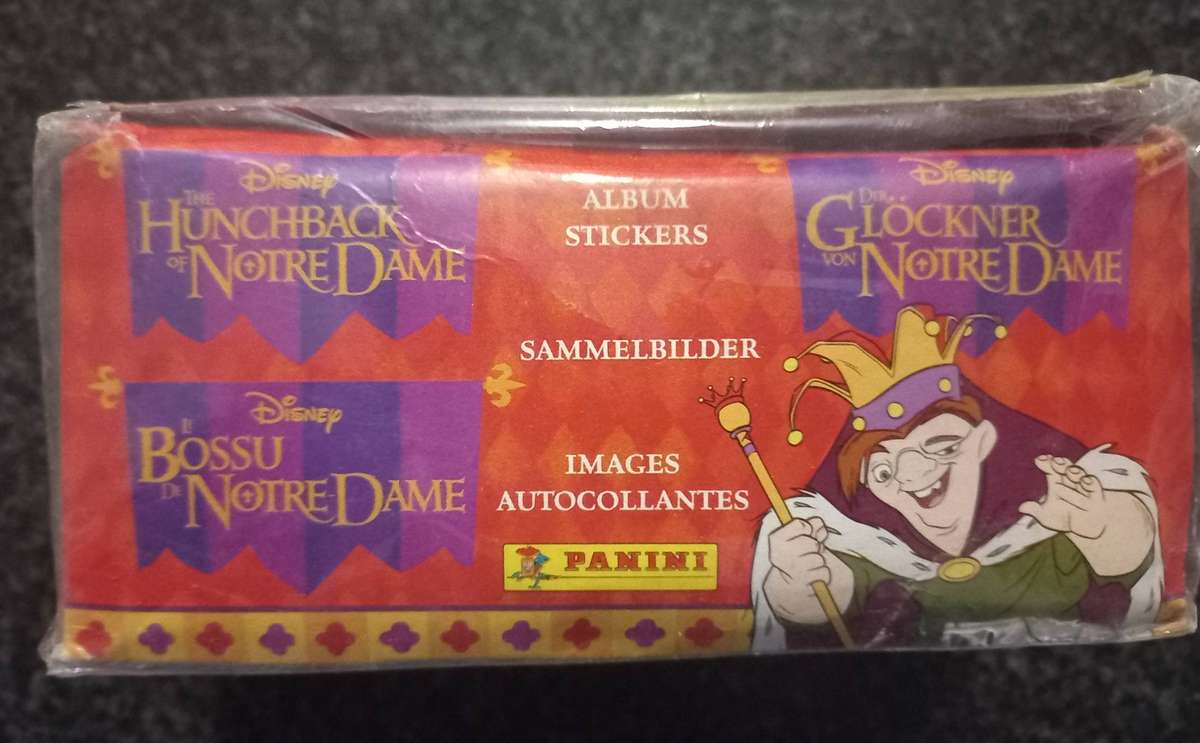 Disney
THE
HUNCHBACK
OF NOTRE DAME
Disney
LE
BOSSU
DE NOTRE-DAME
ALBUM
STICKERS
SAMMELBILDER
IMAGES
AUTOCOLLANTES
PANINI
Disney
DER
GLÖCKNER
VON NOTRE DAME